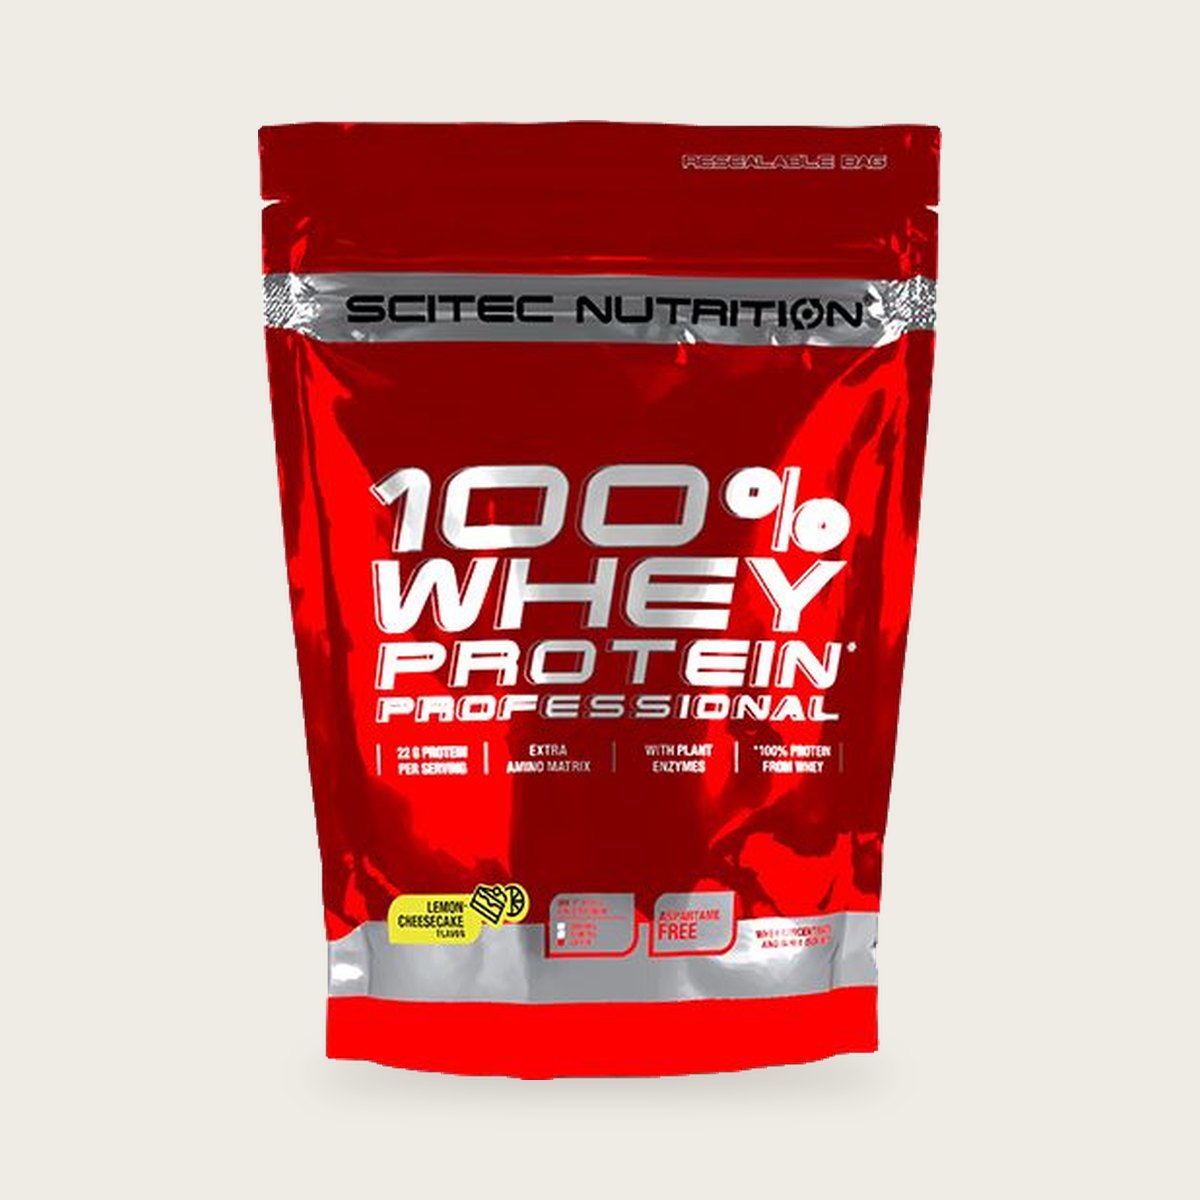 RESEALABLE BAG
SCITEC NUTRITION
100%
WHEY
PROTEIN*
PROFESSIONAL
22 G PROTEIN
PER SERVING
EXTRA
AMINO MATRIX
WITH PLANT
ENZYMES
*100% PROTEIN
FROM WHEY
LEMON-
CHEESECAKE
FLAVOR
ASPARTAME
FREE